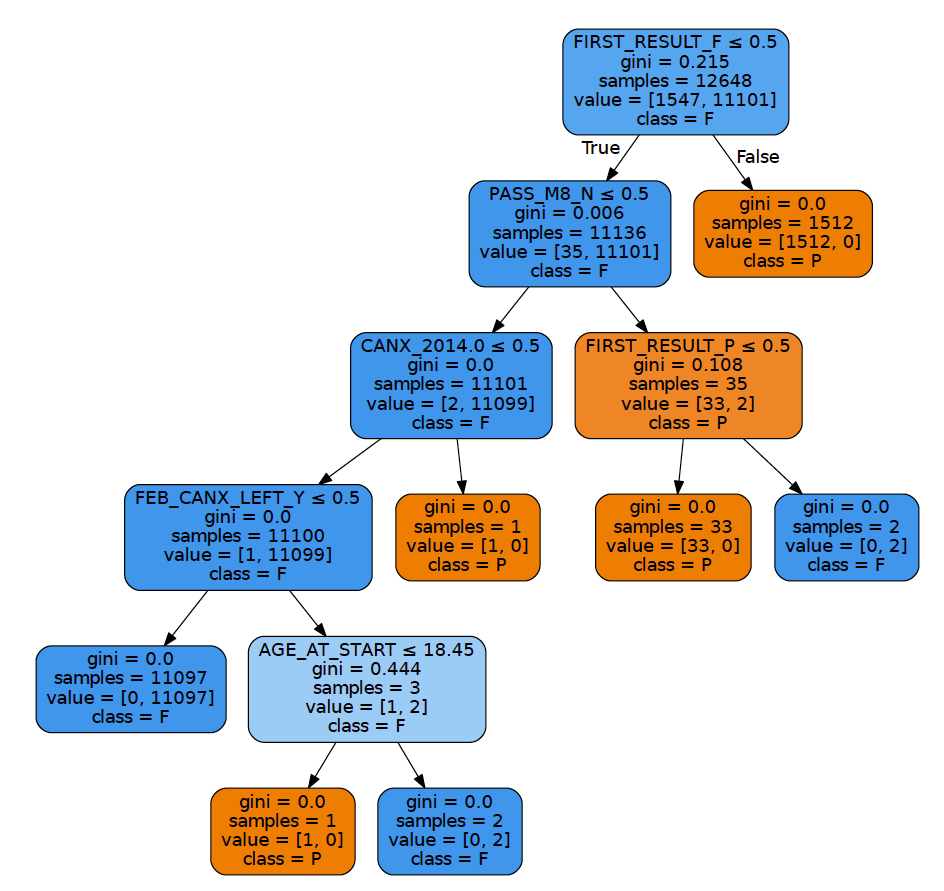 FIRST_RESULT_F ≤ 0.5
gini = 0.215
samples = 12648
value = [1547, 11101]
class = F
True
False
PASS_M8_N ≤ 0.5
gini = 0.006
samples = 11136
value = [35, 11101]
class = F
gini = 0.0
samples = 1512
value = [1512, 0]
class = P
CANX_2014.0 ≤ 0.5
gini = 0.0
samples = 11101
value = [2, 11099]
class = F
FIRST_RESULT_P ≤ 0.5
gini = 0.108
samples = 35
value = [33, 2]
class = P
FEB_CANX_LEFT_Y ≤ 0.5
gini = 0.0
samples = 11100
value = [1, 11099]
class = F
gini = 0.0
samples = 1
value = [1, 0]
class = P
gini = 0.0
samples = 33
value = [33, 0]
class = P
gini = 0.0
samples = 2
value = [0, 2]
class = F
gini = 0.0
samples = 11097
value = [0, 11097]
class = F
AGE_AT_START ≤ 18.45
gini = 0.444
samples = 3
value = [1, 2]
class = F
gini = 0.0
samples = 1
value = [1, 0]
class = P
gini = 0.0
samples = 2
value = [0, 2]
class = F